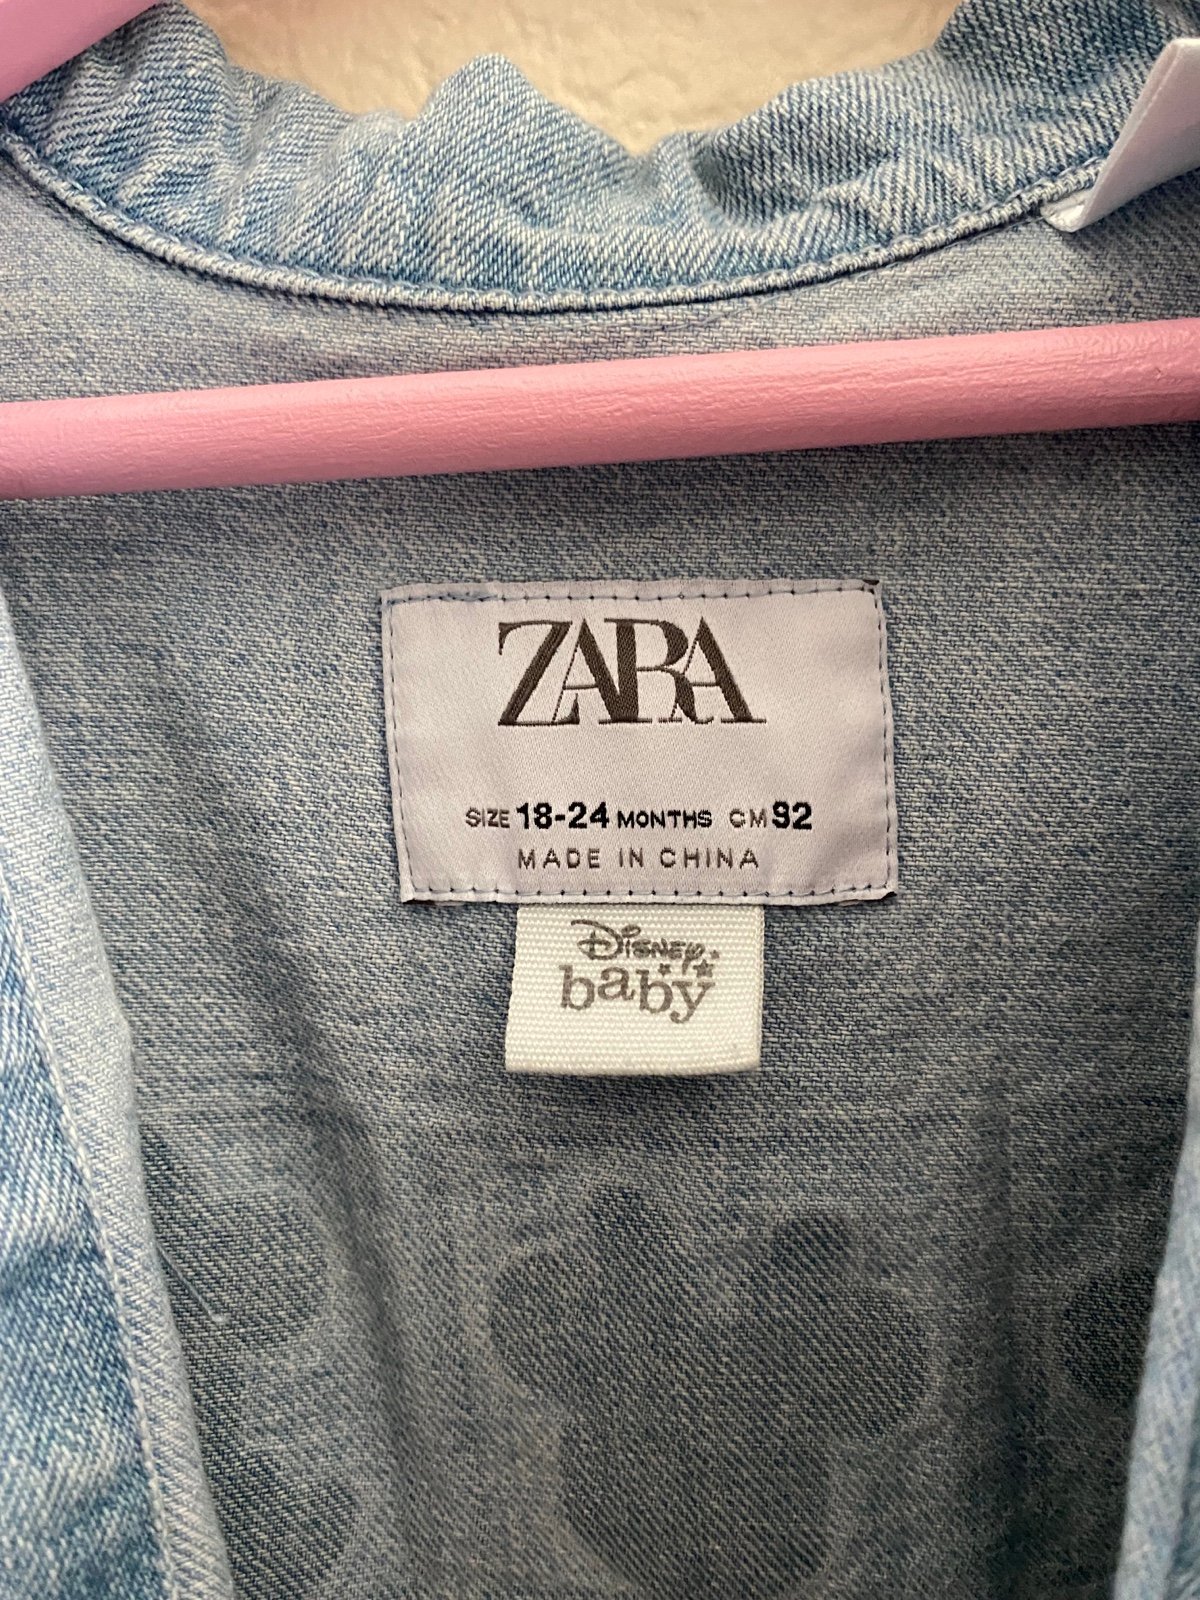 ZARA
SIZE 18-24 MONTHS CM 92
MADE IN CHINA
Disney
baby